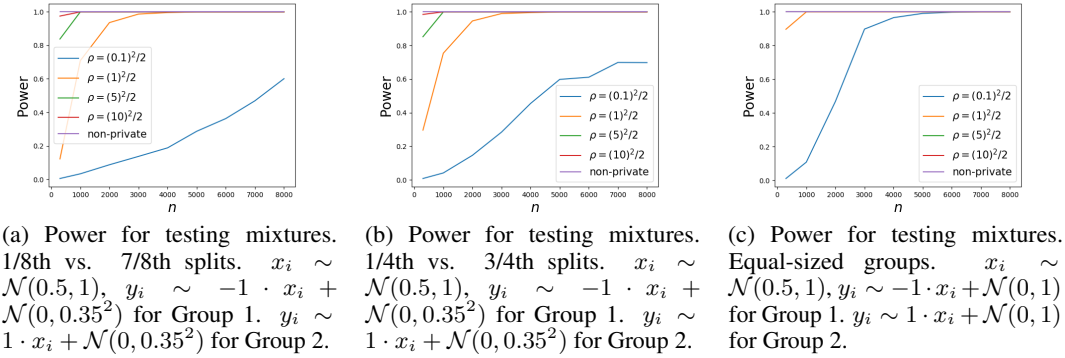 1.0
0.8
0.6
0.4
0.2
0.0
Power
ρ = (0.1)²/2
ρ = (1)²/2
ρ = (5)²/2
ρ = (10)²/2
non-private
0 1000 2000 3000 4000 5000 6000 7000 8000
n
(a) Power for testing mixtures.
1/8th vs. 7/8th splits. x_i ∼
𝒩(0.5, 1), y_i ∼ −1 · x_i +
𝒩(0, 0.35²) for Group 1. y_i ∼
1 · x_i + 𝒩(0, 0.35²) for Group 2.
1.0
0.8
0.6
0.4
0.2
0.0
Power
ρ = (0.1)²/2
ρ = (1)²/2
ρ = (5)²/2
ρ = (10)²/2
non-private
0 1000 2000 3000 4000 5000 6000 7000 8000
n
(b) Power for testing mixtures.
1/4th vs. 3/4th splits. x_i ∼
𝒩(0.5, 1), y_i ∼ −1 · x_i +
𝒩(0, 0.35²) for Group 1. y_i ∼
1 · x_i + 𝒩(0, 0.35²) for Group 2.
1.0
0.8
0.6
0.4
0.2
0.0
Power
ρ = (0.1)²/2
ρ = (1)²/2
ρ = (5)²/2
ρ = (10)²/2
non-private
0 1000 2000 3000 4000 5000 6000 7000 8000
n
(c) Power for testing mixtures.
Equal-sized groups. x_i ∼
𝒩(0.5, 1), y_i ∼ −1 · x_i + 𝒩(0, 1)
for Group 1. y_i ∼ 1 · x_i + 𝒩(0, 1)
for Group 2.